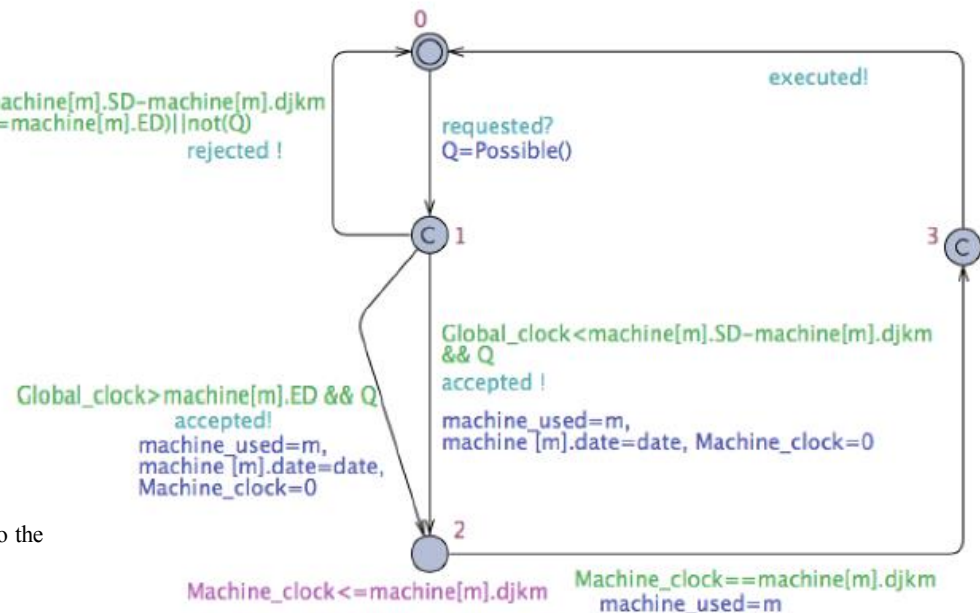 0
executed!
achine[m].SD-machine[m].djkm
=machine[m].ED)||not(Q)
rejected !
requested?
Q=Possible()
C 1
3 C
Global_clock<machine[m].SD-machine[m].djkm
&& Q
accepted !
machine_used=m,
machine [m].date=date, Machine_clock=0
Global_clock>machine[m].ED && Q
accepted!
machine_used=m,
machine [m].date=date,
Machine_clock=0
o the
2
Machine_clock<=machine[m].djkm
Machine_clock==machine[m].djkm
machine_used=m